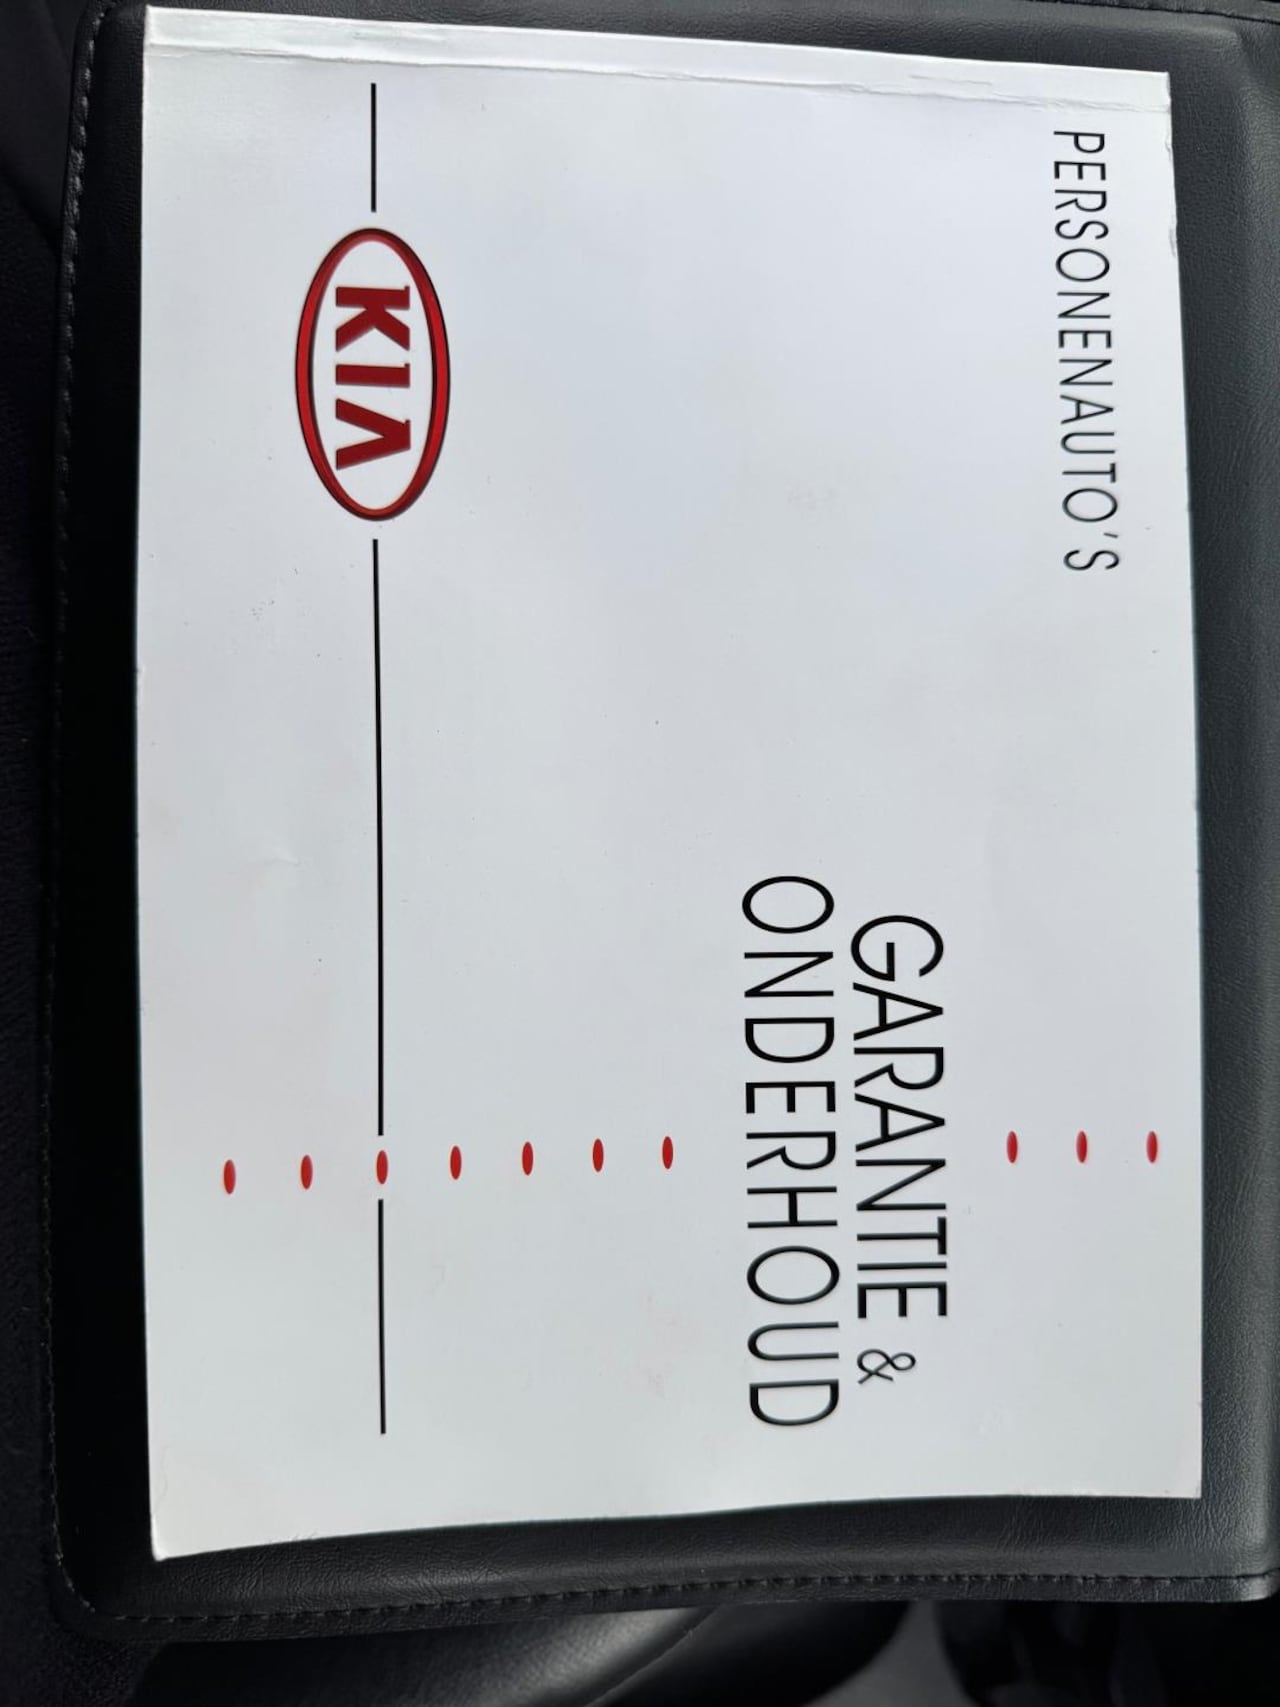 PERSONENAUTO'S
GARANTIE &
ONDERHOUD
KIA